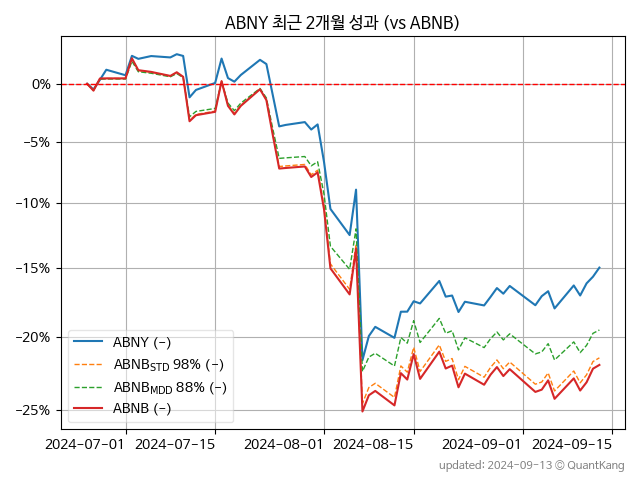 ABNY 최근 2개월 성과 (vs ABNB)
0%
−5%
−10%
−15%
−20%
−25%
ABNY (−)
ABNB_STD 98% (−)
ABNB_MDD 88% (−)
ABNB (−)
2024-07-01 2024-07-15 2024-08-01 2024-08-15 2024-09-01 2024-09-15
updated: 2024-09-13 © QuantKang